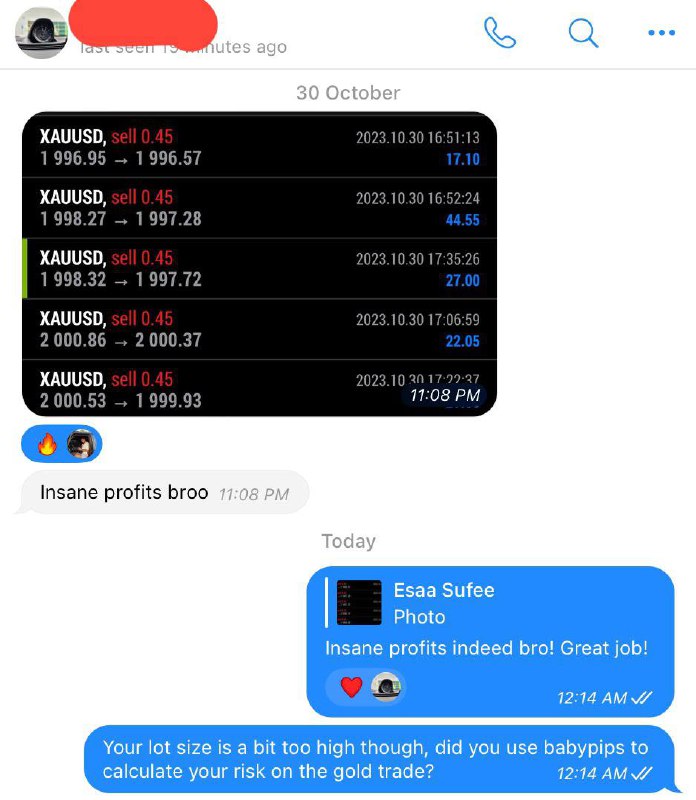 last seen 19 minutes ago
30 October
XAUUSD, sell 0.45 2023.10.30 16:51:13
1 996.95 → 1 996.57 17.10
XAUUSD, sell 0.45 2023.10.30 16:52:24
1 998.27 → 1 997.28 44.55
XAUUSD, sell 0.45 2023.10.30 17:35:26
1 998.32 → 1 997.72 27.00
XAUUSD, sell 0.45 2023.10.30 17:06:59
2 000.86 → 2 000.37 22.05
XAUUSD, sell 0.45 2023.10.30 17:22:37
2 000.53 → 1 999.93
11:08 PM
Insane profits broo 11:08 PM
Today
Esaa Sufee
Photo
Insane profits indeed bro! Great job!
12:14 AM
Your lot size is a bit too high though, did you use babypips to
calculate your risk on the gold trade? 12:14 AM